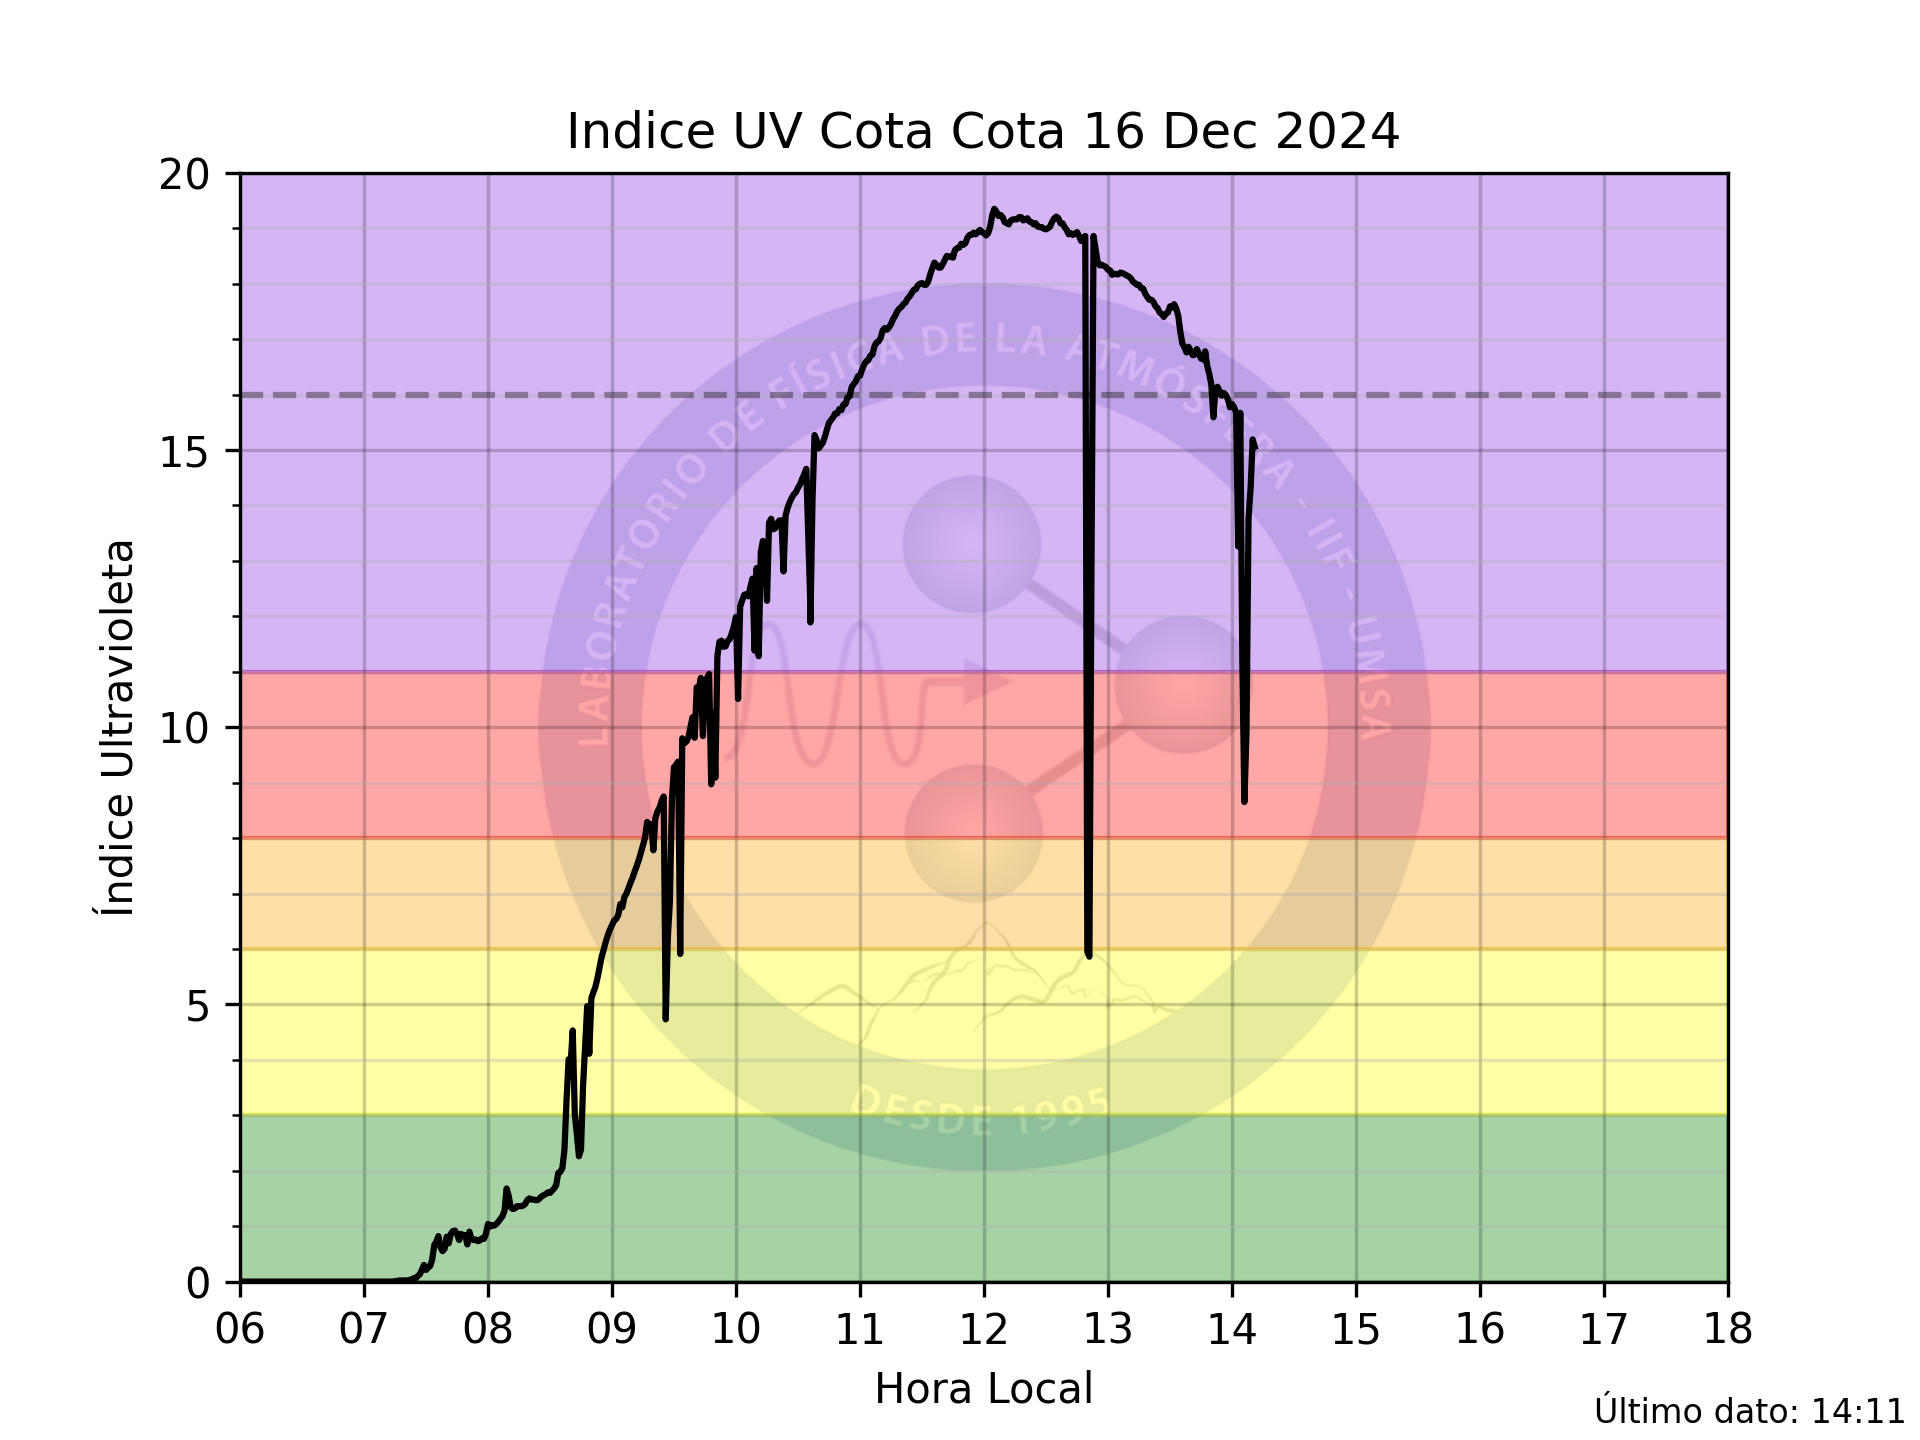 Indice UV Cota Cota 16 Dec 2024
20
15
10
5
0
Índice Ultravioleta
LABORATORIO DE FÍSICA DE LA ATMÓSFERA - IIF - UMSA
DESDE 1995
06 07 08 09 10 11 12 13 14 15 16 17 18
Hora Local
Último dato: 14:11